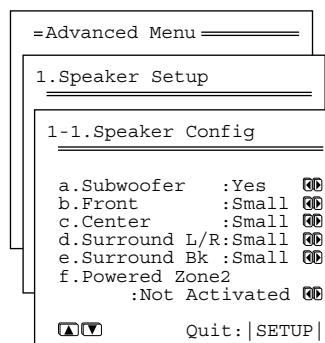 Advanced Menu
1.Speaker Setup
1-1.Speaker Config
a.Subwoofer :Yes
b.Front :Small
c.Center :Small
d.Surround L/R:Small
e.Surround Bk :Small
f.Powered Zone2
:Not Activated
Quit:|SETUP|